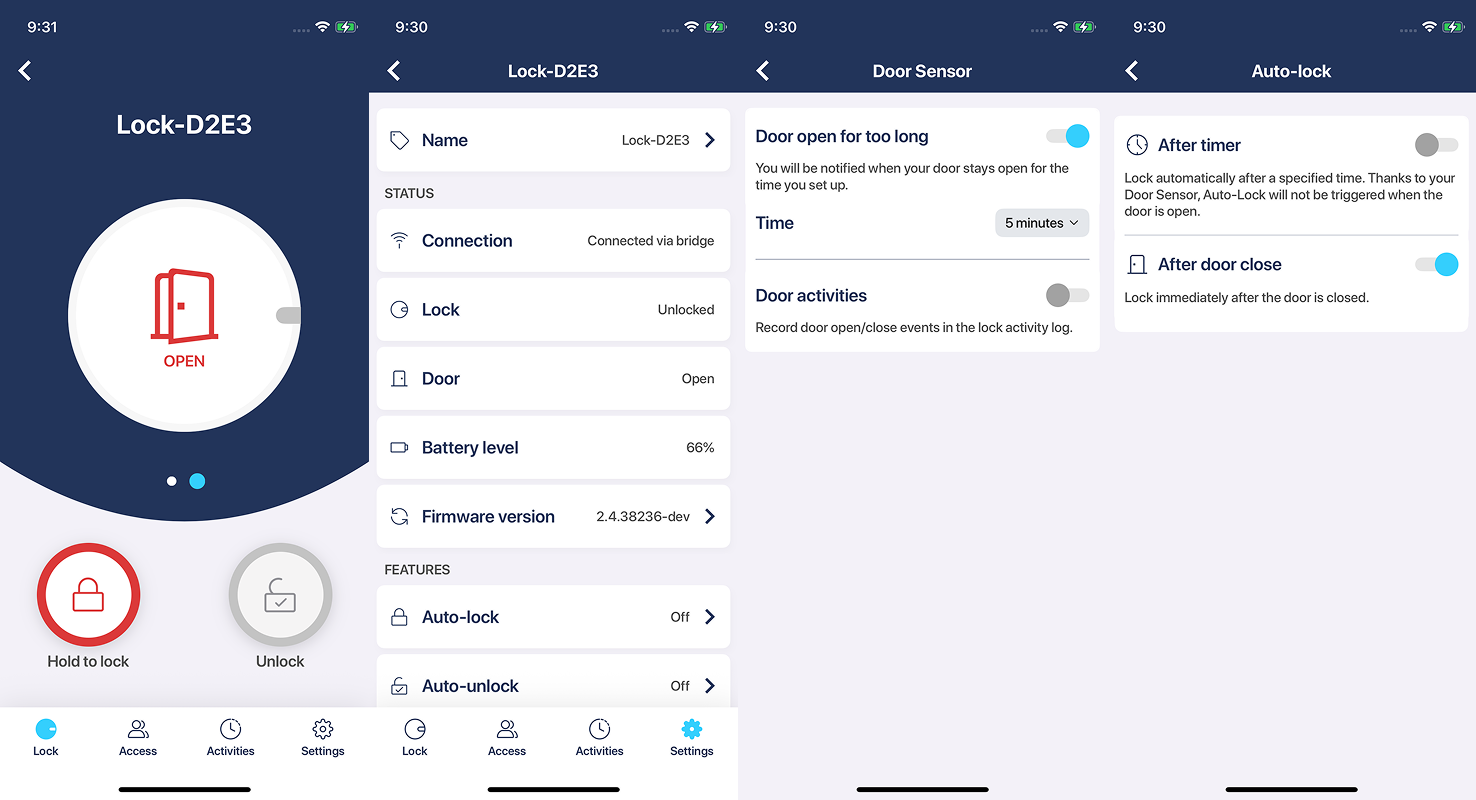 9:31
Lock-D2E3
OPEN
Hold to lock
Unlock
Lock
Access
Activities
Settings
9:30
Lock-D2E3
Name
Lock-D2E3
STATUS
Connection
Connected via bridge
Lock
Unlocked
Door
Open
Battery level
66%
Firmware version
2.4.38236-dev
FEATURES
Auto-lock
Off
Auto-unlock
Off
Lock
Access
Activities
Settings
9:30
Door Sensor
Door open for too long
You will be notified when your door stays open for the
time you set up.
Time
5 minutes
Door activities
Record door open/close events in the lock activity log.
9:30
Auto-lock
After timer
Lock automatically after a specified time. Thanks to your
Door Sensor, Auto-Lock will not be triggered when the
door is open.
After door close
Lock immediately after the door is closed.